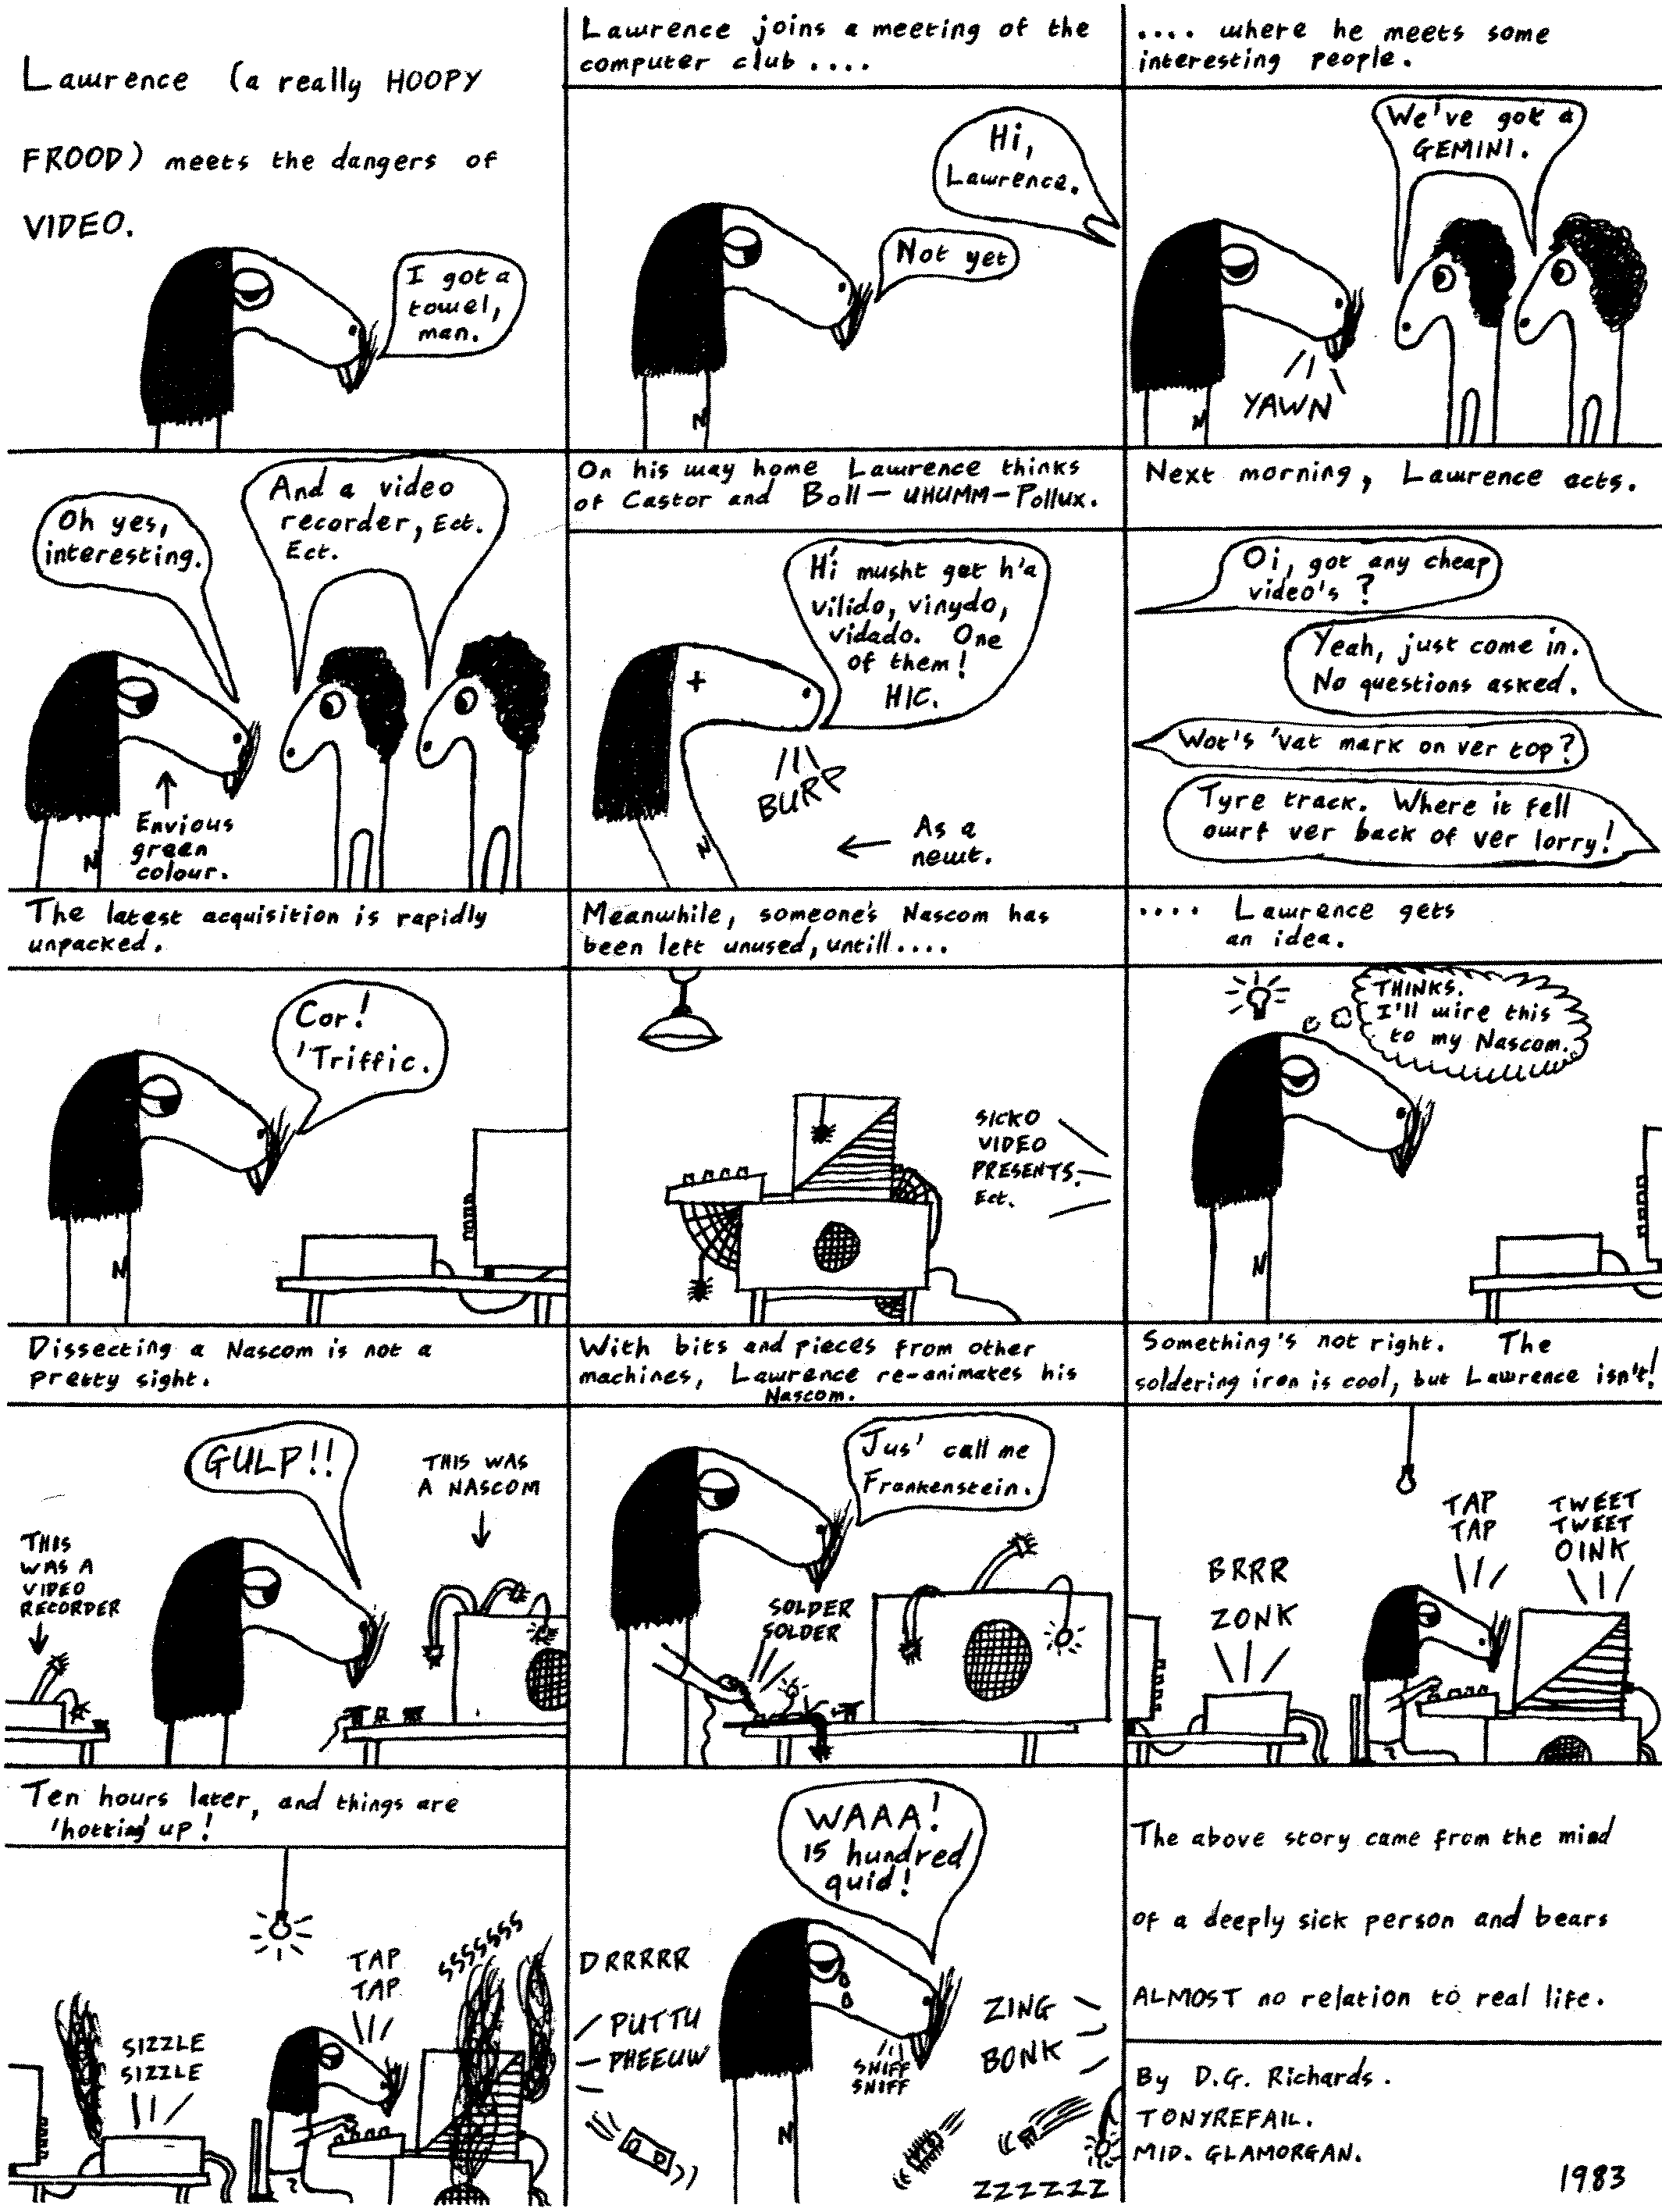 Lawrence (a really HOOPY
FROOD) meets the dangers of
VIDEO.
I got a
towel,
man.
Lawrence joins a meeting of the
computer club ....
Hi,
Lawrence.
Not yet
N
.... where he meets some
interesting people.
We've got a
GEMINI.
YAWN
N
Oh yes,
interesting.
And a video
recorder, Ect.
Ect.
Envious
green
colour.
N
On his way home Lawrence thinks
of Castor and Boll — UHUMM — Pollux.
Hi musht get h'a
vilido, vinydo,
vidado. One
of them!
HIC.
BURP
As a
newt.
N
Next morning, Lawrence acts.
Oi, got any cheap
video's ?
Yeah, just come in.
No questions asked.
Wot's 'vat mark on ver top?
Tyre track. Where it fell
owrf ver back of ver lorry!
The latest acquisition is rapidly
unpacked.
Cor!
'Triffic.
N
Meanwhile, someone's Nascom has
been left unused, untill....
SICKO
VIDEO
PRESENTS.
Ect.
.... Lawrence gets
an idea.
THINKS.
I'll wire this
to my Nascom.
N
Dissecting a Nascom is not a
pretty sight.
GULP!!
THIS WAS
A NASCOM
THIS
WAS A
VIDEO
RECORDER
With bits and pieces from other
machines, Lawrence re-animates his
Nascom.
Jus' call me
Frankenstein.
SOLDER
SOLDER
Something's not right. The
soldering iron is cool, but Lawrence isn't!
BRRR
ZONK
TAP
TAP
TWEET
TWEET
OINK
Ten hours later, and things are
'hotting' up!
SIZZLE
SIZZLE
TAP
TAP
SSSSSSS
WAAA!
15 hundred
quid!
DRRRRR
PUTTU
PHEEUW
SNIFF
SNIFF
ZING
BONK
N
ZZZZZZ
The above story came from the mind
of a deeply sick person and bears
ALMOST no relation to real life.
By D.G. Richards.
TONYREFAIL.
MID. GLAMORGAN.
1983